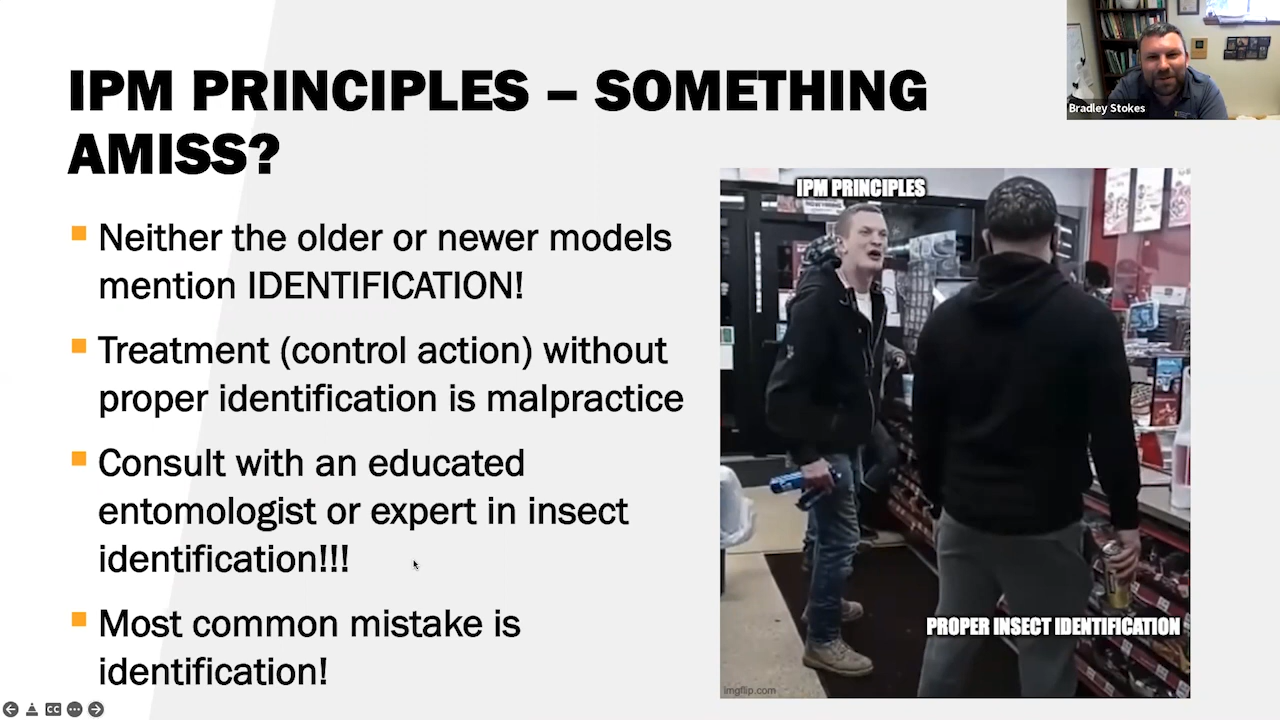 IPM PRINCIPLES – SOMETHING
AMISS?
Bradley Stokes
Neither the older or newer models
mention IDENTIFICATION!
Treatment (control action) without
proper identification is malpractice
Consult with an educated
entomologist or expert in insect
identification!!!
Most common mistake is
identification!
IPM PRINCIPLES
PROPER INSECT IDENTIFICATION
imgflip.com
CC